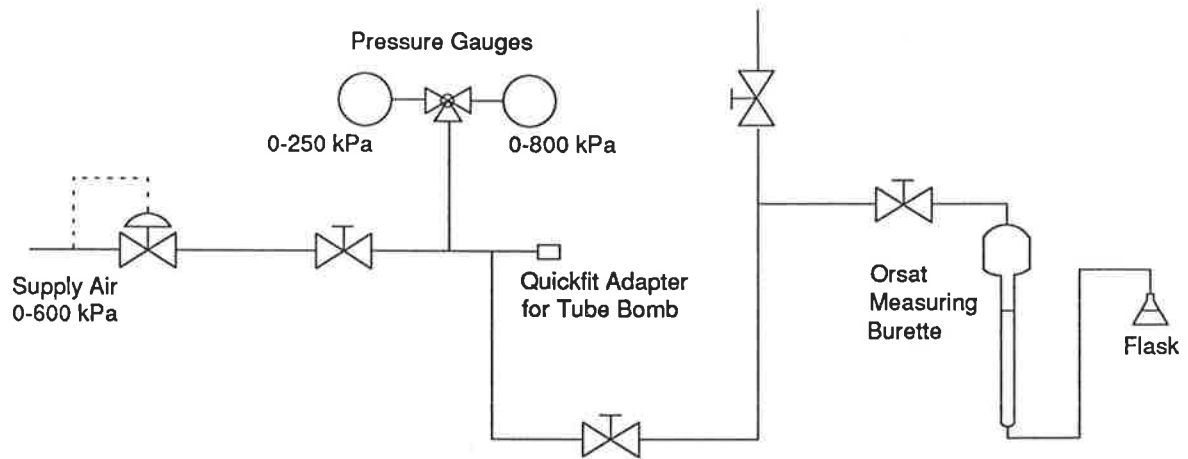 Pressure Gauges
0-250 kPa
0-800 kPa
Supply Air
0-600 kPa
Quickfit Adapter
for Tube Bomb
Orsat
Measuring
Burette
Flask